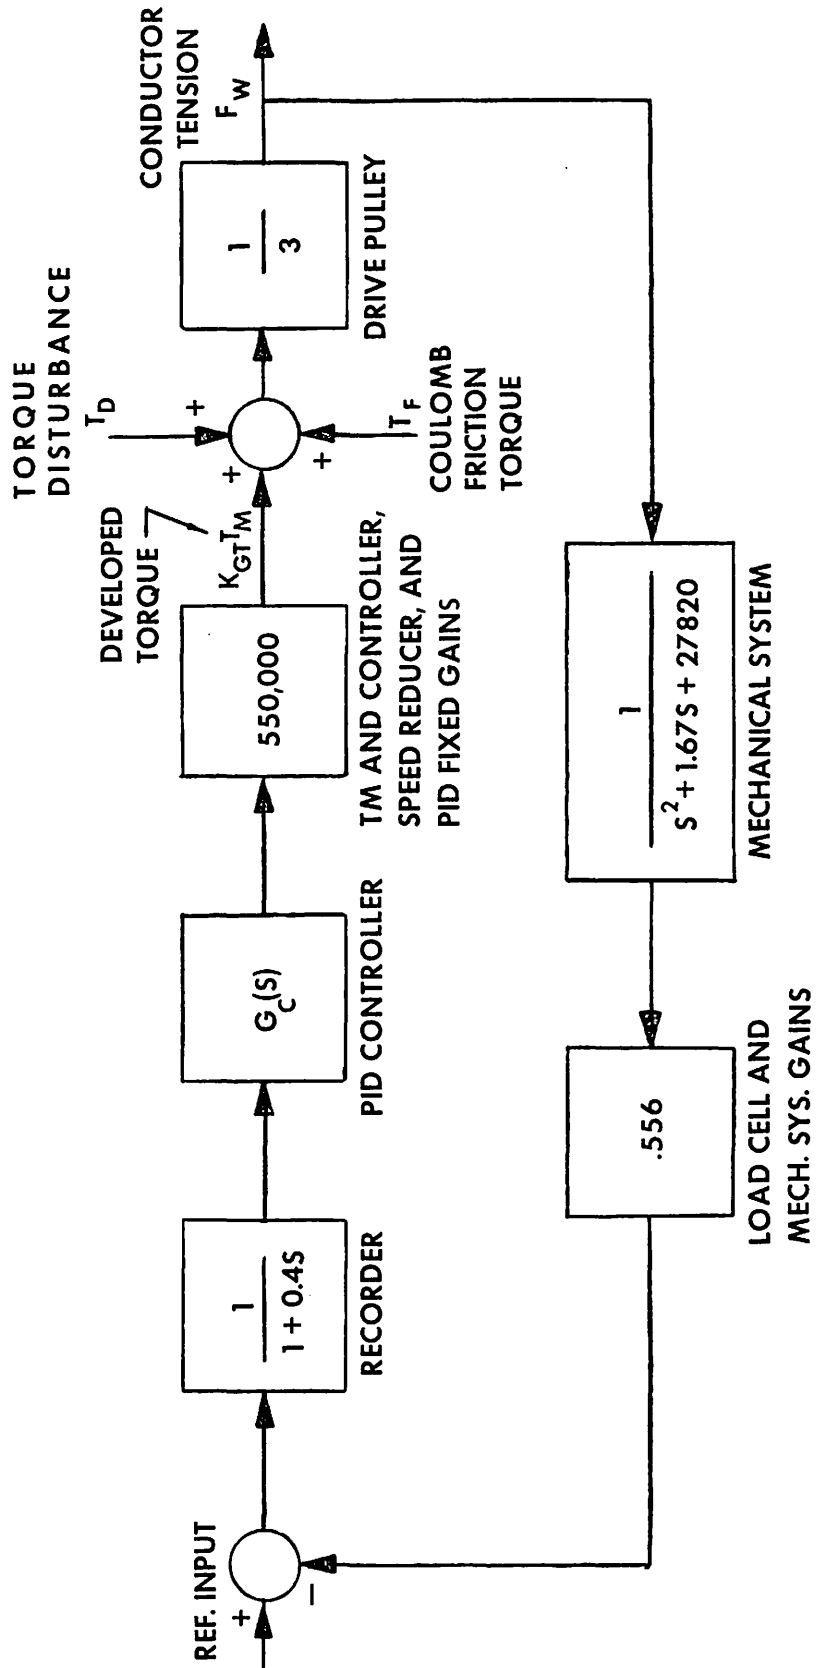 REF. INPUT
+
−
1
1 + 0.4S
RECORDER
G_C(S)
PID CONTROLLER
550,000
TM AND CONTROLLER,
SPEED REDUCER, AND
PID FIXED GAINS
DEVELOPED
TORQUE
K_GT T_M
TORQUE
DISTURBANCE
T_D
+
+
+
T_F
COULOMB
FRICTION
TORQUE
1
3
DRIVE PULLEY
CONDUCTOR
TENSION
F_W
1
S² + 1.67S + 27820
MECHANICAL SYSTEM
.556
LOAD CELL AND
MECH. SYS. GAINS